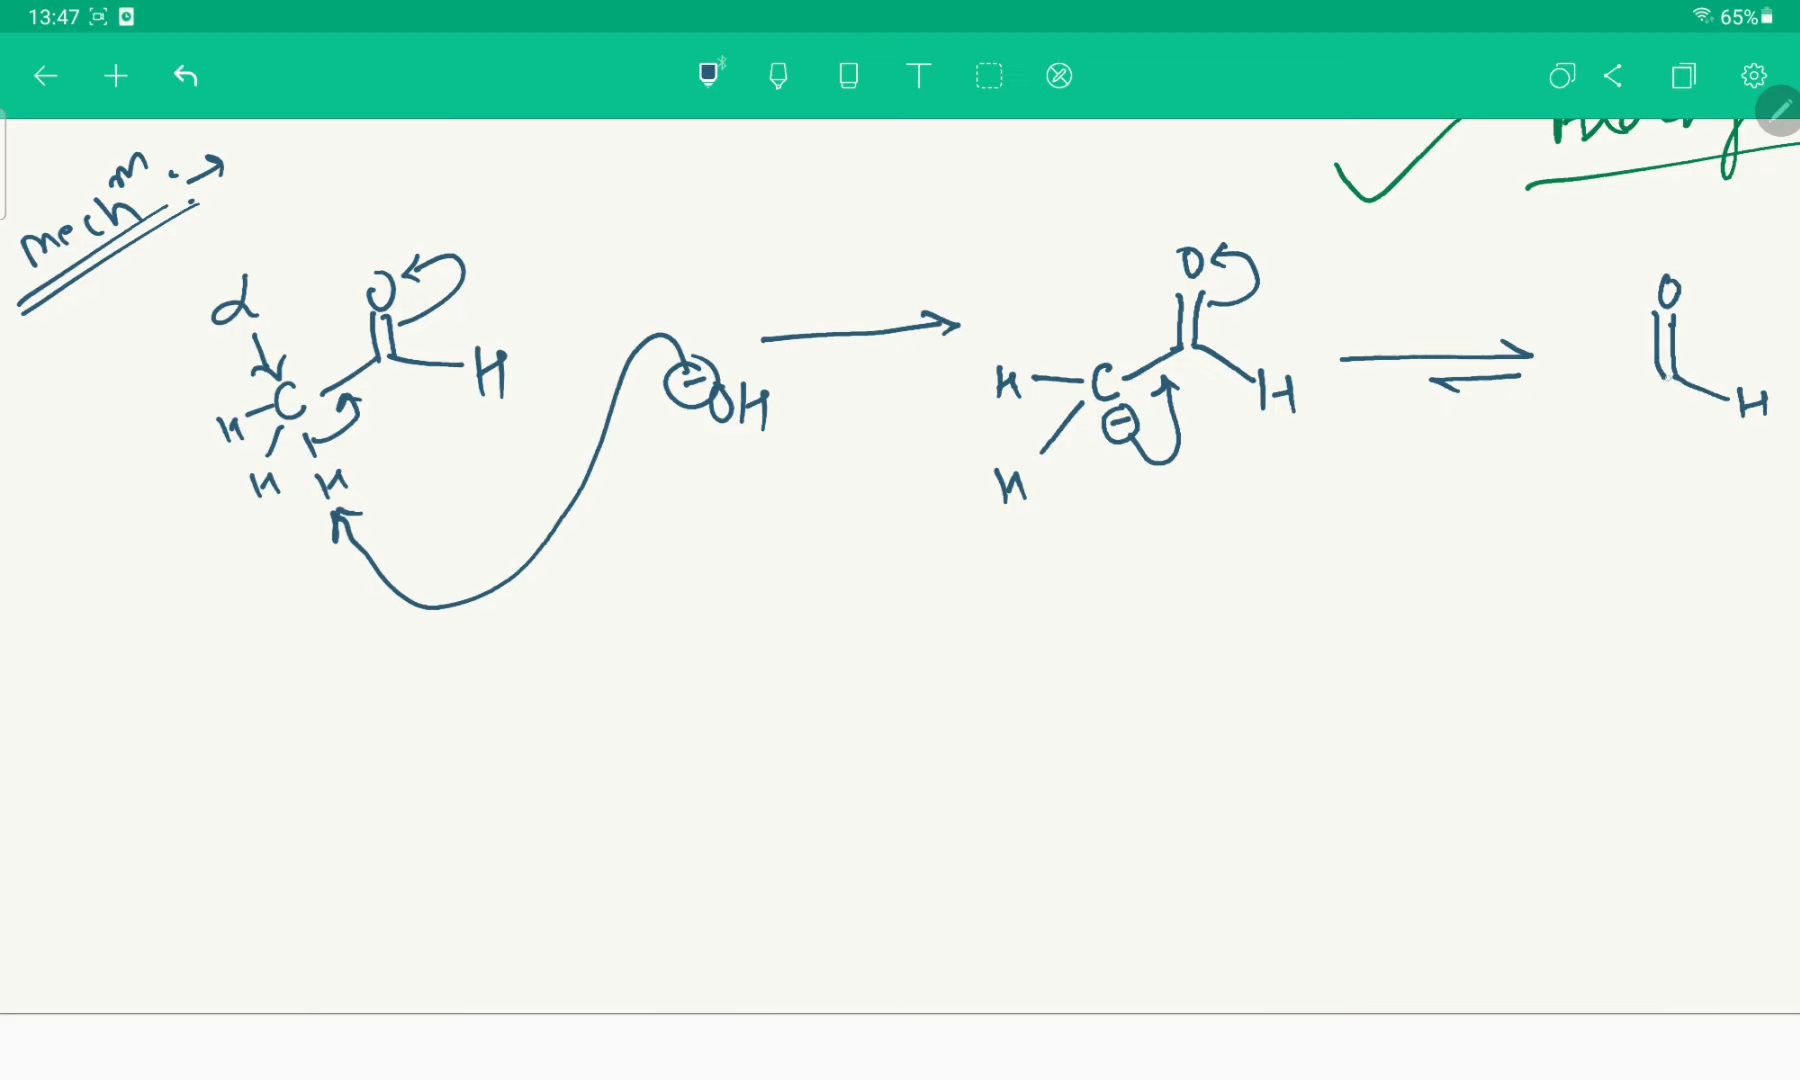 13:47 65%
mechm. →
α
O
C H
H
H H
⊖OH
O
H C H
⊖
H
O
H